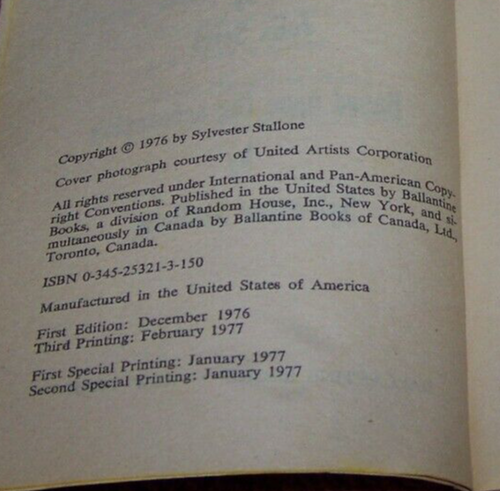 Copyright © 1976 by Sylvester Stallone
Cover photograph courtesy of United Artists Corporation
All rights reserved under International and Pan-American Copy-
right Conventions. Published in the United States by Ballantine
Books, a division of Random House, Inc., New York, and si-
multaneously in Canada by Ballantine Books of Canada, Ltd.,
Toronto, Canada.
ISBN 0-345-25321-3-150
Manufactured in the United States of America
First Edition: December 1976
Third Printing: February 1977
First Special Printing: January 1977
Second Special Printing: January 1977